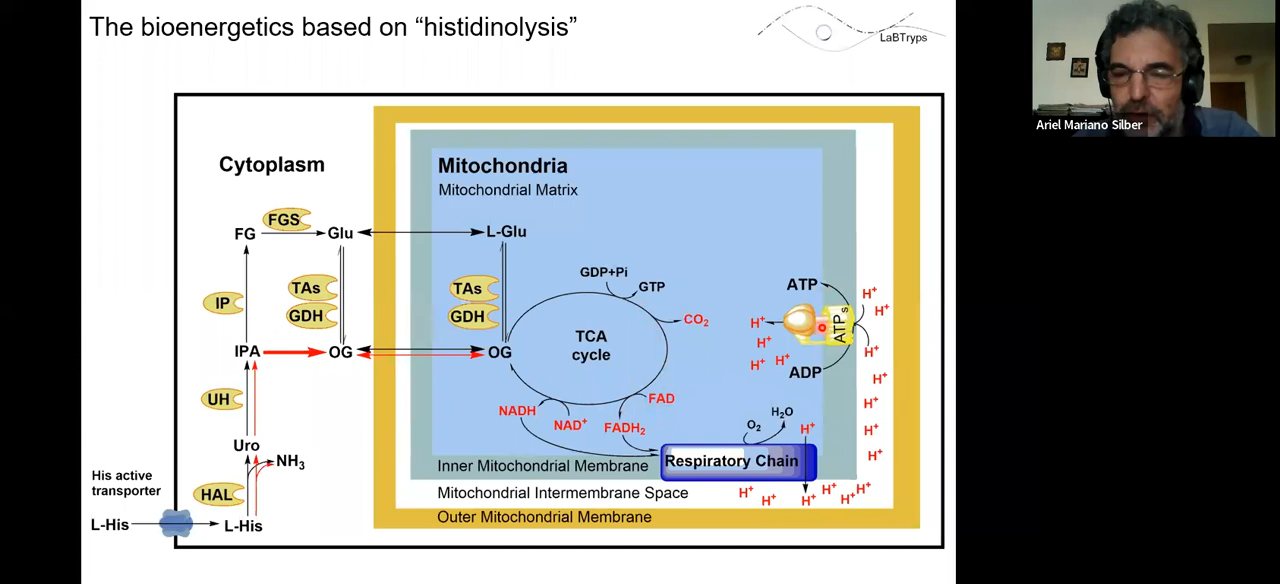 The bioenergetics based on “histidinolysis”
LaBTryps
Ariel Mariano Silber
Cytoplasm
Mitochondria
Mitochondrial Matrix
FGS
FG
Glu
L-Glu
IP
TAs
GDH
TAs
GDH
GDP+Pi
GTP
CO₂
TCA
cycle
ATP
ATPs
ADP
H⁺
H⁺
H⁺
H⁺
H⁺
H⁺
H⁺
H⁺
H⁺
H⁺
H⁺
IPA
OG
OG
UH
NADH
NAD⁺
FAD
FADH₂
O₂
H₂O
H⁺
Uro
NH₃
Respiratory Chain
Inner Mitochondrial Membrane
His active
transporter
HAL
Mitochondrial Intermembrane Space
H⁺
H⁺
H⁺
H⁺
H⁺
H⁺
L-His
L-His
Outer Mitochondrial Membrane